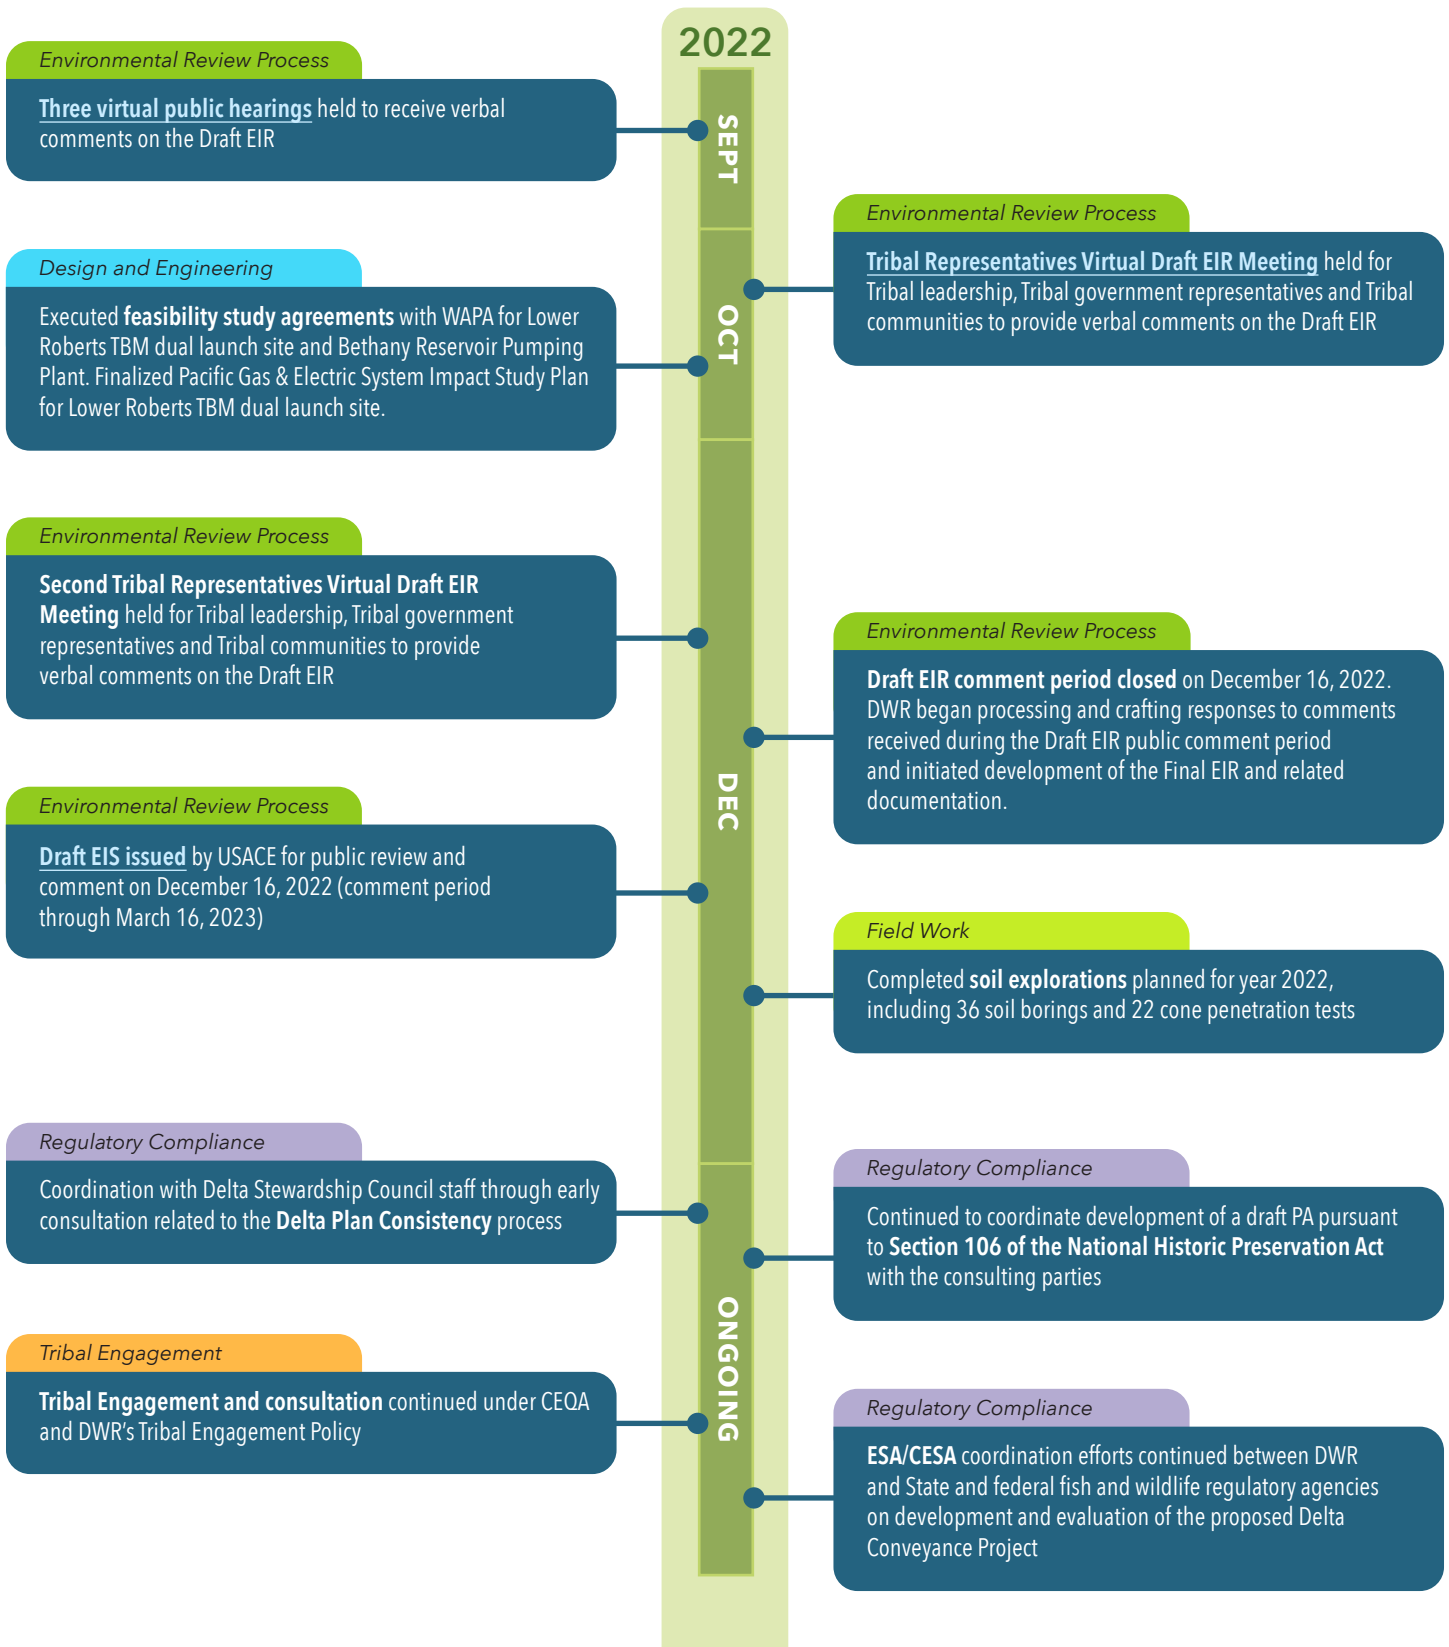 2022
SEPT
Environmental Review Process
Three virtual public hearings held to receive verbal
comments on the Draft EIR
OCT
Environmental Review Process
Tribal Representatives Virtual Draft EIR Meeting held for
Tribal leadership, Tribal government representatives and Tribal
communities to provide verbal comments on the Draft EIR
Design and Engineering
Executed feasibility study agreements with WAPA for Lower
Roberts TBM dual launch site and Bethany Reservoir Pumping
Plant. Finalized Pacific Gas & Electric System Impact Study Plan
for Lower Roberts TBM dual launch site.
DEC
Environmental Review Process
Second Tribal Representatives Virtual Draft EIR
Meeting held for Tribal leadership, Tribal government
representatives and Tribal communities to provide
verbal comments on the Draft EIR
Environmental Review Process
Draft EIR comment period closed on December 16, 2022.
DWR began processing and crafting responses to comments
received during the Draft EIR public comment period
and initiated development of the Final EIR and related
documentation.
Environmental Review Process
Draft EIS issued by USACE for public review and
comment on December 16, 2022 (comment period
through March 16, 2023)
Field Work
Completed soil explorations planned for year 2022,
including 36 soil borings and 22 cone penetration tests
ONGOING
Regulatory Compliance
Coordination with Delta Stewardship Council staff through early
consultation related to the Delta Plan Consistency process
Regulatory Compliance
Continued to coordinate development of a draft PA pursuant
to Section 106 of the National Historic Preservation Act
with the consulting parties
Tribal Engagement
Tribal Engagement and consultation continued under CEQA
and DWR's Tribal Engagement Policy
Regulatory Compliance
ESA/CESA coordination efforts continued between DWR
and State and federal fish and wildlife regulatory agencies
on development and evaluation of the proposed Delta
Conveyance Project